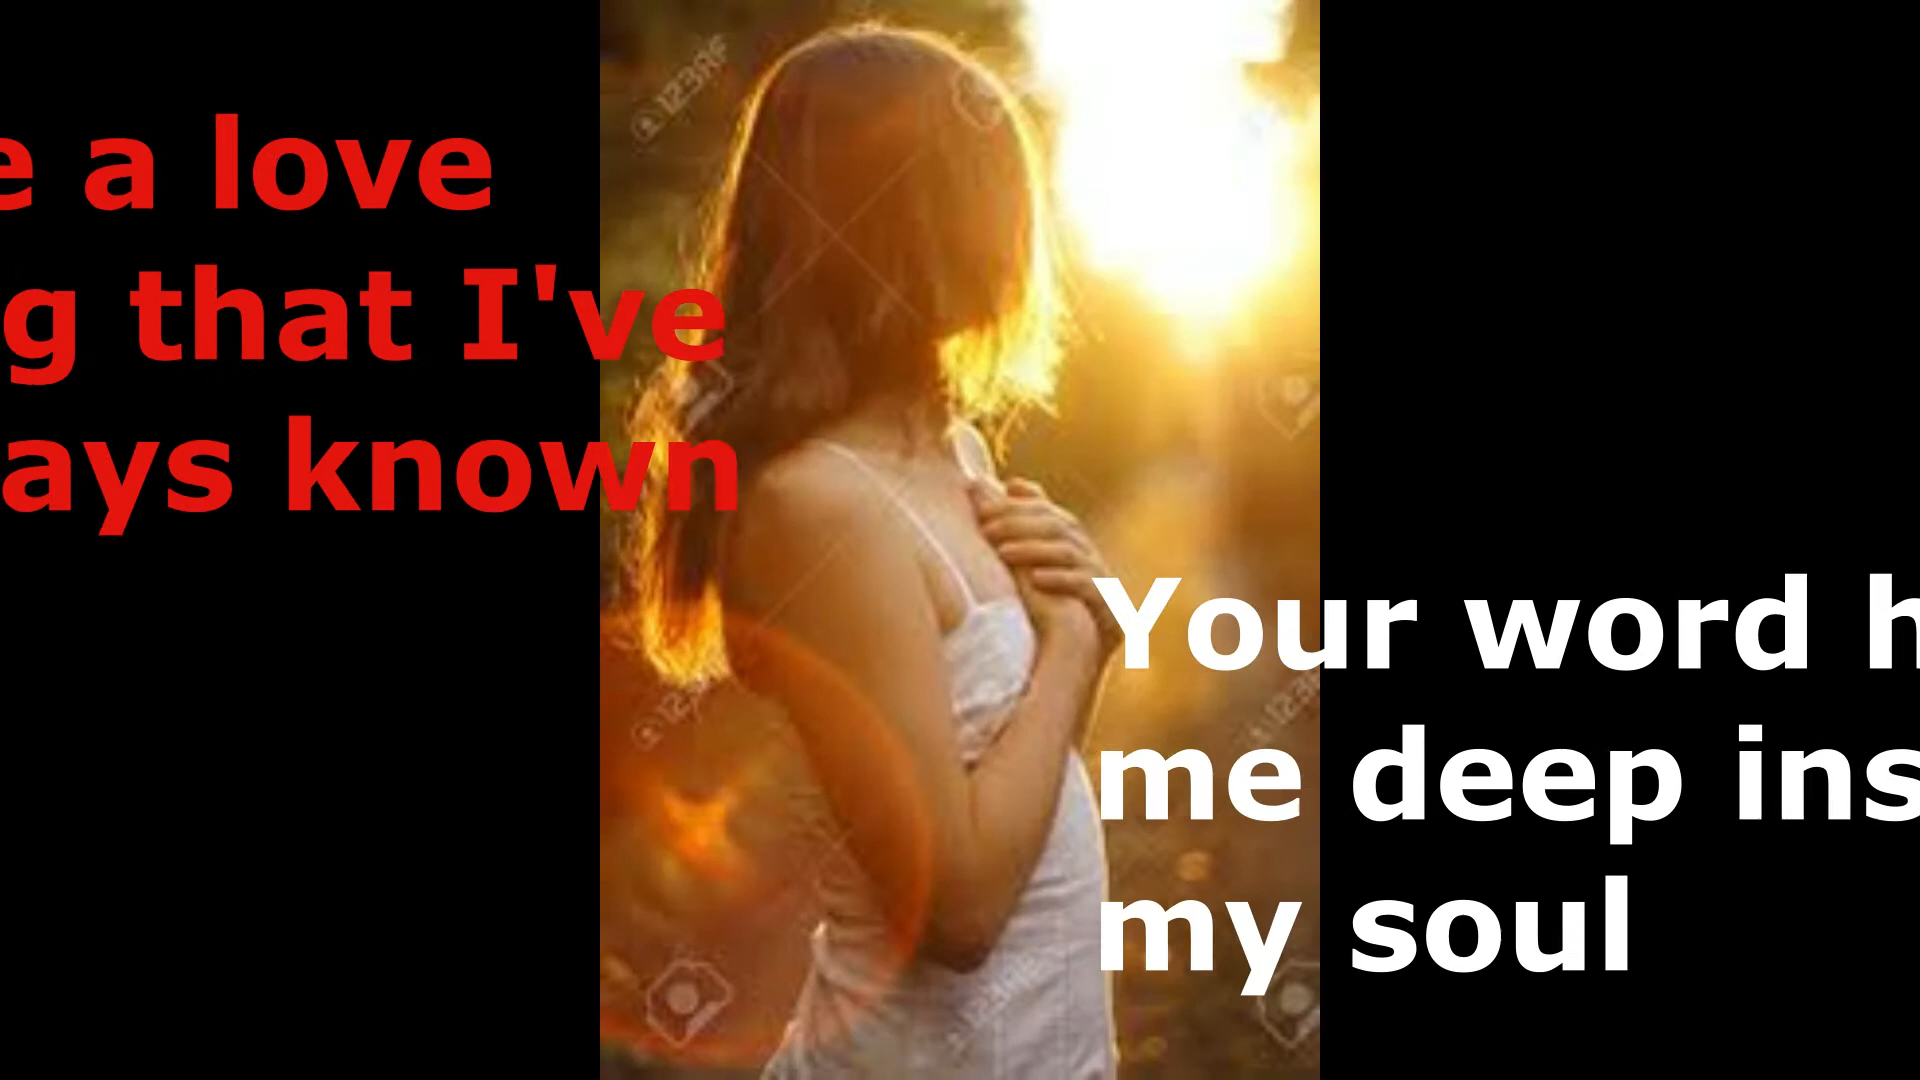 e a love
g that I've
ays known
Your word h
me deep ins
my soul
123RF